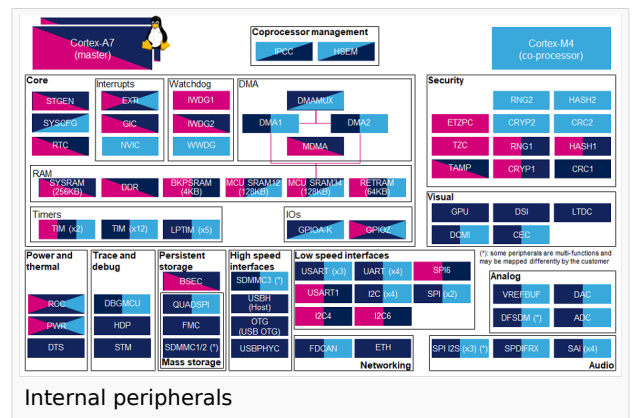 Cortex-A7
(master)
Coprocessor management
IPCC
HSEM
Cortex-M4
(co-processor)
Core
STGEN
SYSCFG
RTC
Interrupts
EXTI
GIC
NVIC
Watchdog
IWDG1
IWDG2
WWDG
DMA
DMAMUX
DMA1
DMA2
MDMA
Security
RNG2
HASH2
ETZPC
CRYP2
CRC2
TZC
RNG1
HASH1
TAMP
CRYP1
CRC1
RAM
SYSRAM
(256KB)
DDR
BKPSRAM
(4KB)
MCU SRAM12
(128KB)
MCU SRAM34
(128KB)
RETRAM
(64KB)
Timers
TIM (x2)
TIM (x12)
LPTIM (x5)
IOs
GPIOA-K
GPIOZ
Visual
GPU
DSI
LTDC
DCMI
CEC
(*): some peripherals are multi-functions and
may be mapped differently by the customer
Power and
thermal
RCC
PWR
DTS
Trace and
debug
DBGMCU
HDP
STM
Persistent
storage
BSEC
QUADSPI
FMC
SDMMC1/2 (*)
Mass storage
High speed
interfaces
SDMMC3 (*)
USBH
(Host)
OTG
(USB OTG)
USBPHYC
Low speed interfaces
USART (x3)
UART (x4)
SPI6
USART1
I2C (x4)
SPI (x2)
I2C4
I2C6
FDCAN
ETH
Networking
Analog
VREFBUF
DAC
DFSDM (*)
ADC
SPI I2S (x3) (*)
SPDIFRX
SAI (x4)
Audio
Internal peripherals